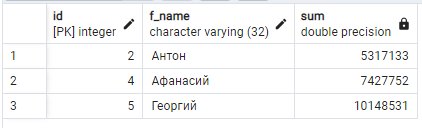 id f_name sum
[PK] integer character varying (32) double precision
1 2 Антон 5317133
2 4 Афанасий 7427752
3 5 Георгий 10148531